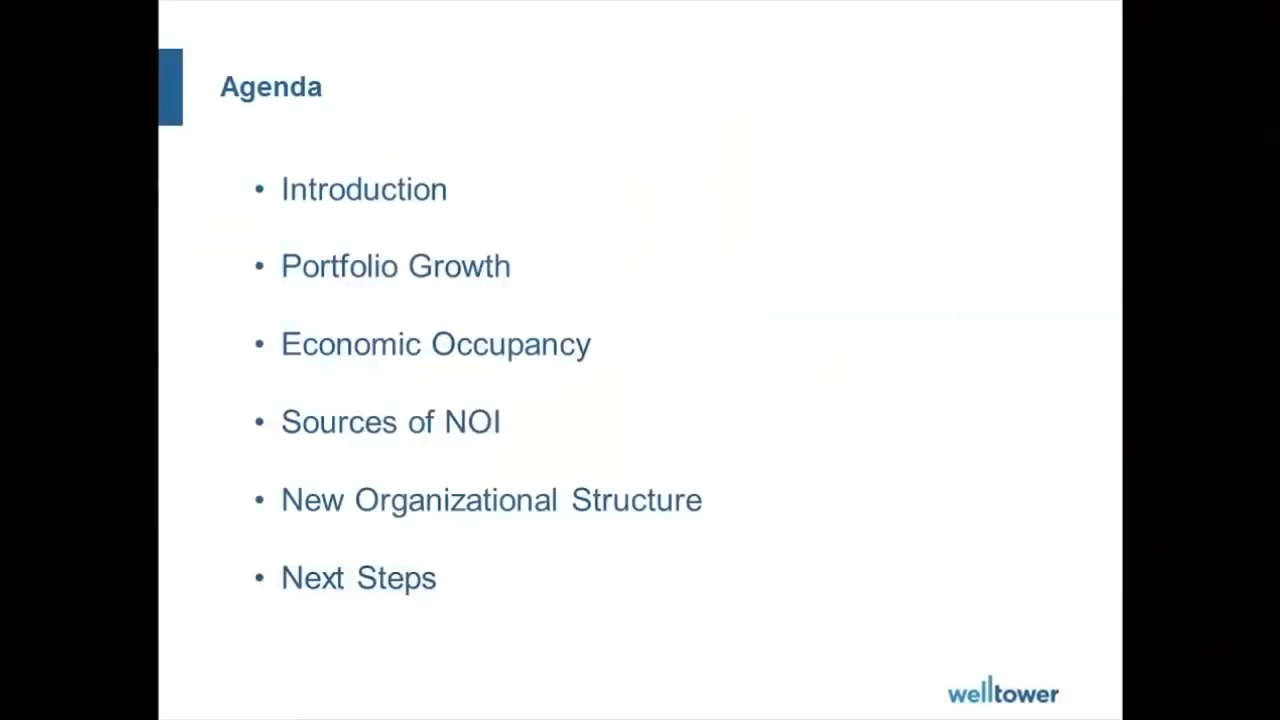 Agenda
• Introduction
• Portfolio Growth
• Economic Occupancy
• Sources of NOI
• New Organizational Structure
• Next Steps
welltower